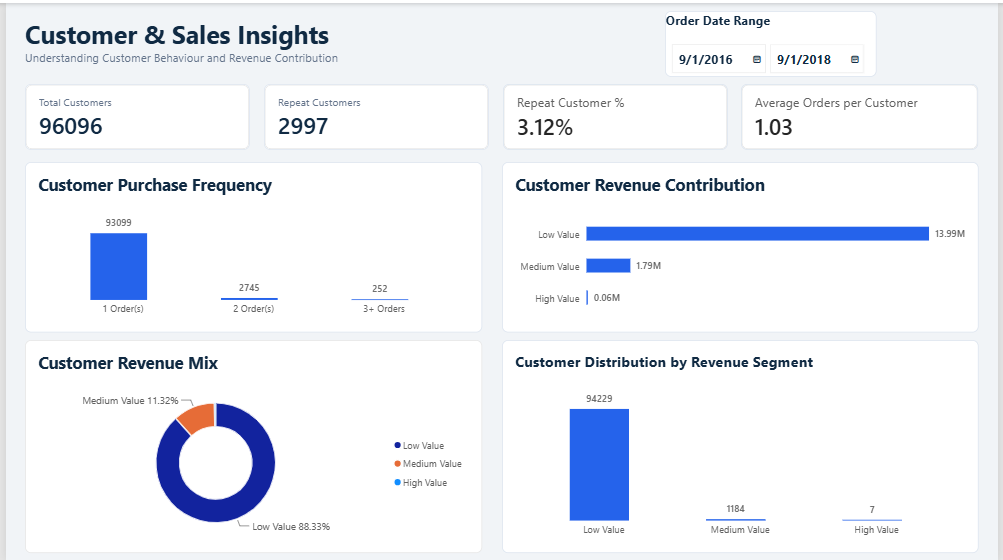 Customer & Sales Insights
Understanding Customer Behaviour and Revenue Contribution
Order Date Range
9/1/2016
9/1/2018
Total Customers
96096
Repeat Customers
2997
Repeat Customer %
3.12%
Average Orders per Customer
1.03
Customer Purchase Frequency
93099
2745
252
1 Order(s)
2 Order(s)
3+ Orders
Customer Revenue Contribution
Low Value
13.99M
Medium Value
1.79M
High Value
0.06M
Customer Revenue Mix
Medium Value 11.32%
Low Value 88.33%
Low Value
Medium Value
High Value
Customer Distribution by Revenue Segment
94229
1184
7
Low Value
Medium Value
High Value